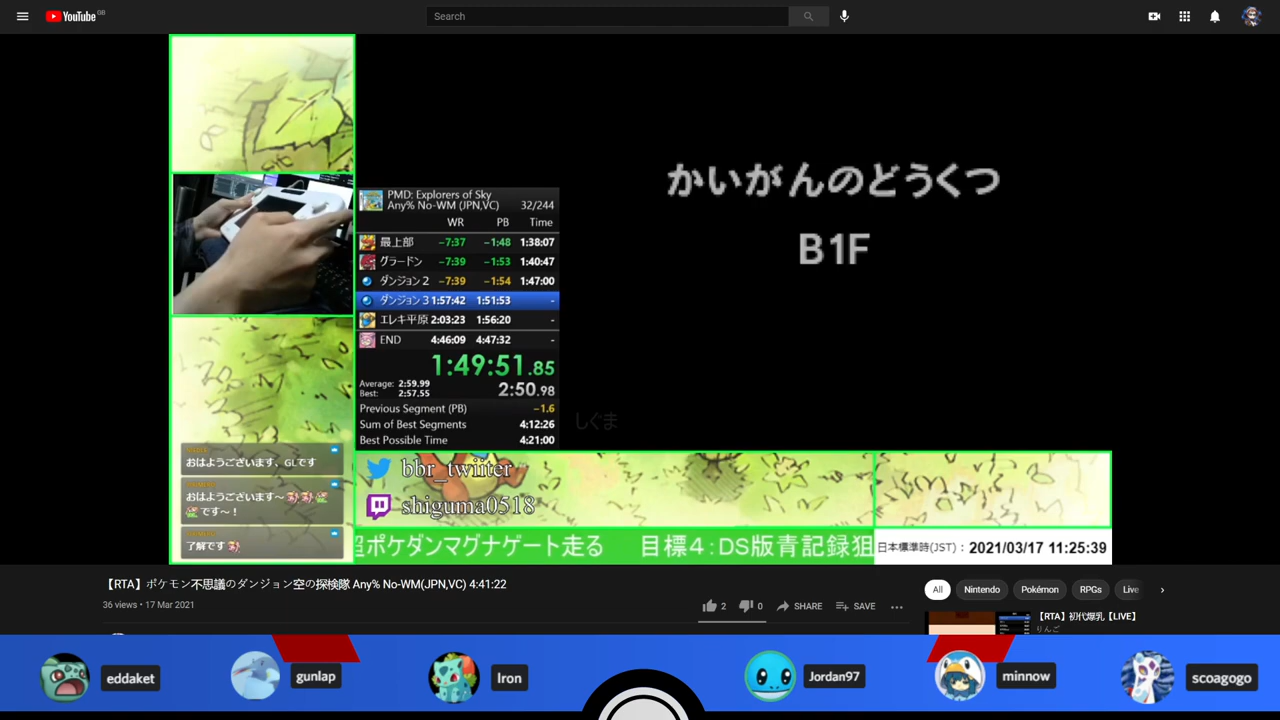 YouTube GB
Search
かいがんのどうくつ
B1F
PMD: Explorers of Sky
Any% No-WM (JPN,VC) 32/244
WR PB Time
最上部 −7:37 −1:48 1:38:07
グラードン −7:39 −1:53 1:40:47
ダンジョン2 −7:39 −1:54 1:47:00
ダンジョン3 1:57:42 1:51:53 -
エレキ平原 2:03:23 1:56:20 -
END 4:46:09 4:47:32 -
1:49:51.85
Average: 2:59.99
Best: 2:57.55
2:50.98
Previous Segment (PB) −1.6
Sum of Best Segments 4:12:26
Best Possible Time 4:21:00
しぐま
おはようございます、GLです
おはようございます～
です～！
了解です
bbr_twiiter
shiguma0518
超ポケダンマグナゲート走る 目標4:DS版青記録狙
日本標準時(JST)：2021/03/17 11:25:39
【RTA】ポケモン不思議のダンジョン空の探検隊 Any% No-WM(JPN,VC) 4:41:22
36 views • 17 Mar 2021
2 0 SHARE SAVE
All Nintendo Pokémon RPGs Live
【RTA】初代爆乳【LIVE】
りんご
eddaket gunlap Iron Jordan97 minnow scoagogo